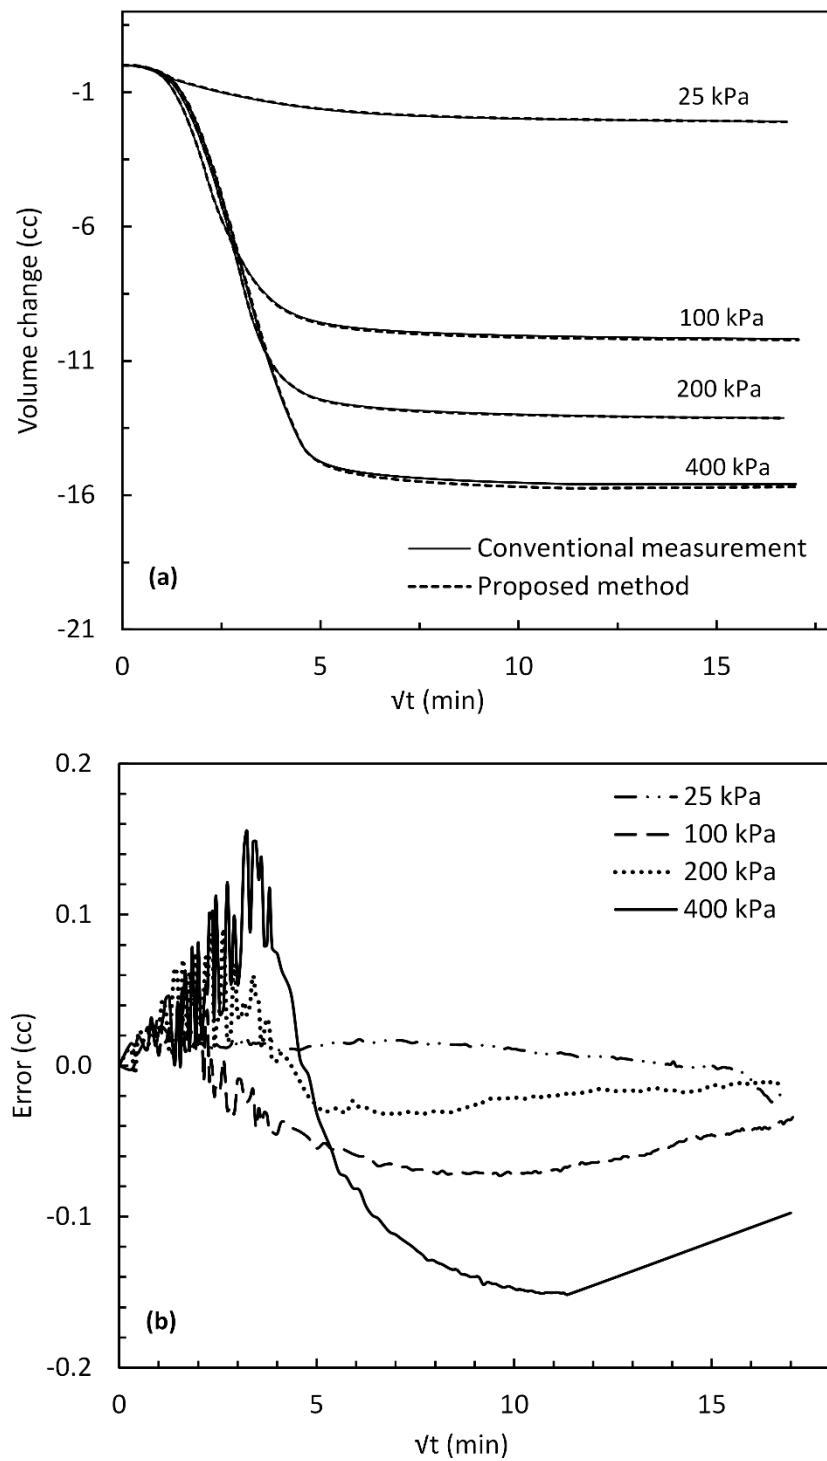 -1
-6
-11
-16
-21
Volume change (cc)
25 kPa
100 kPa
200 kPa
400 kPa
Conventional measurement
Proposed method
(a)
0
5
10
15
√t (min)
0.2
0.1
0.0
-0.1
-0.2
Error (cc)
25 kPa
100 kPa
200 kPa
400 kPa
(b)
0
5
10
15
√t (min)